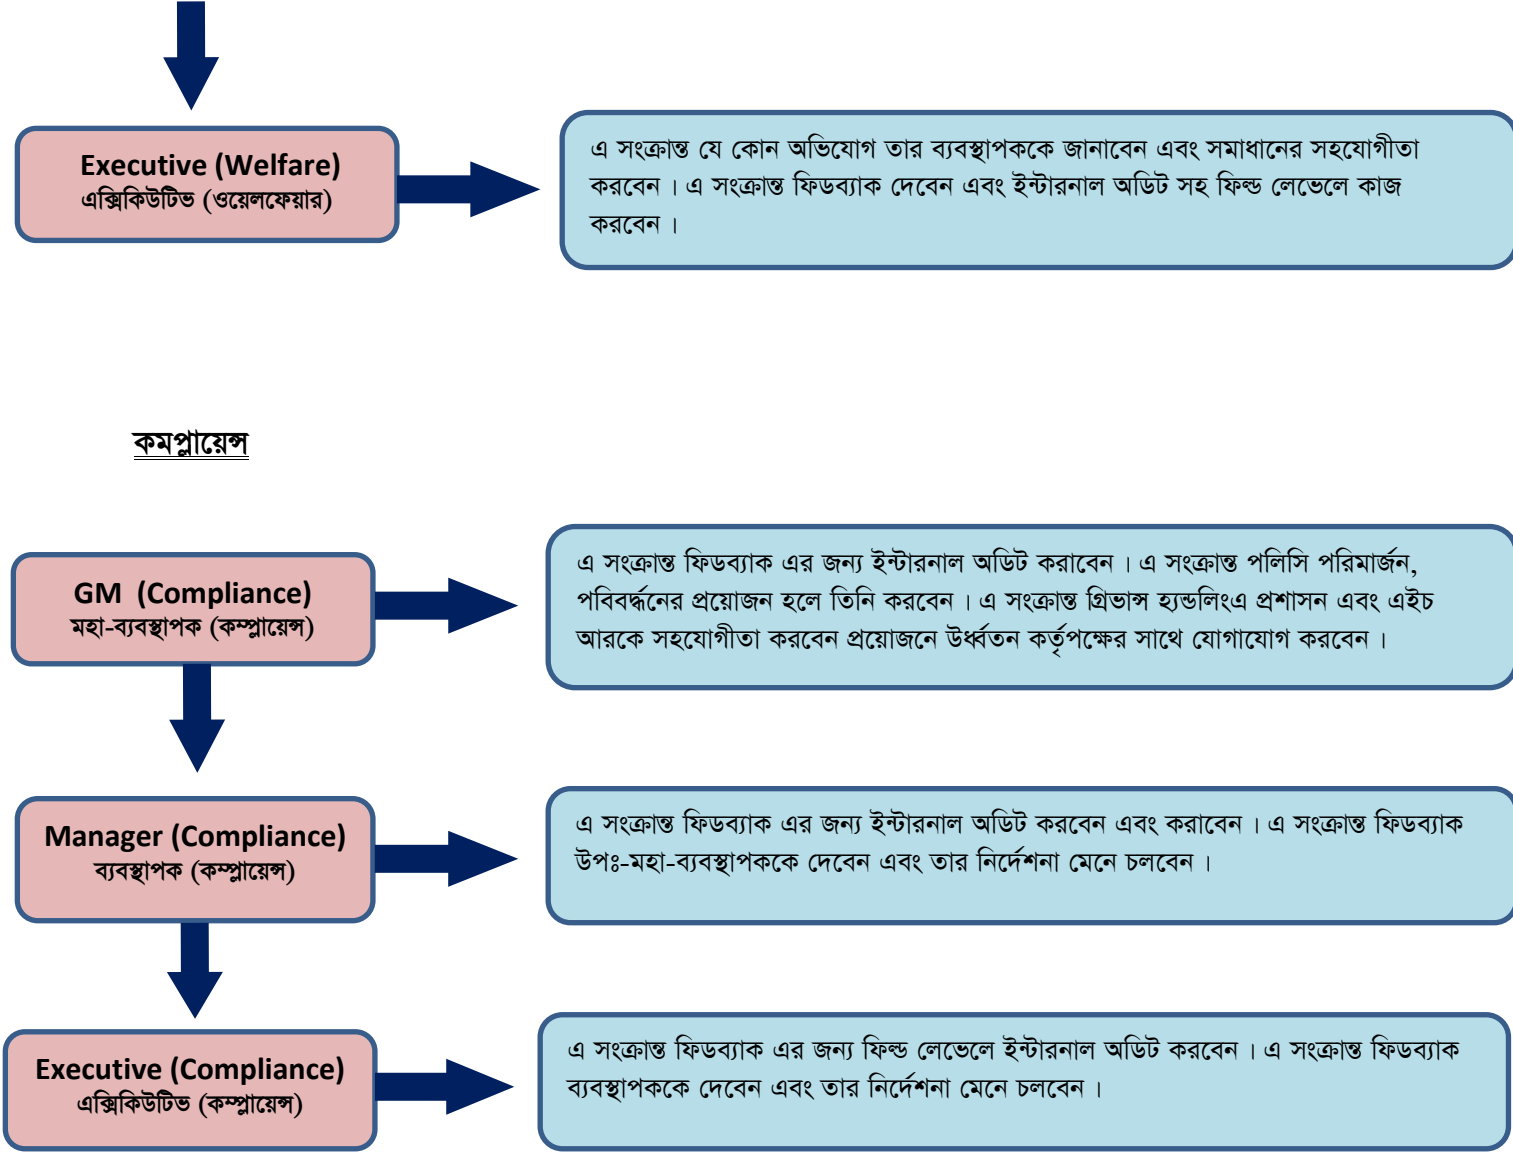 Executive (Welfare)
এক্সিকিউটিভ (ওয়েলফেয়ার)
এ সংক্রান্ত যে কোন অভিযোগ তার ব্যবস্থাপককে জানাবেন এবং সমাধানের সহযোগীতা
করবেন । এ সংক্রান্ত ফিডব্যাক দেবেন এবং ইন্টারনাল অডিট সহ ফিল্ড লেভেলে কাজ
করবেন ।
কমপ্লায়েন্স
GM (Compliance)
মহা-ব্যবস্থাপক (কম্প্লায়েন্স)
এ সংক্রান্ত ফিডব্যাক এর জন্য ইন্টারনাল অডিট করাবেন । এ সংক্রান্ত পলিসি পরিমার্জন,
পবিবর্দ্ধনের প্রয়োজন হলে তিনি করবেন । এ সংক্রান্ত গ্রিভান্স হ্যন্ডলিংএ প্রশাসন এবং এইচ
আরকে সহযোগীতা করবেন প্রয়োজনে উর্ধ্বতন কর্তৃপক্ষের সাথে যোগাযোগ করবেন ।
Manager (Compliance)
ব্যবস্থাপক (কম্প্লায়েন্স)
এ সংক্রান্ত ফিডব্যাক এর জন্য ইন্টারনাল অডিট করবেন এবং করাবেন । এ সংক্রান্ত ফিডব্যাক
উপঃ-মহা-ব্যবস্থাপককে দেবেন এবং তার নির্দেশনা মেনে চলবেন ।
Executive (Compliance)
এক্সিকিউটিভ (কম্প্লায়েন্স)
এ সংক্রান্ত ফিডব্যাক এর জন্য ফিল্ড লেভেলে ইন্টারনাল অডিট করবেন । এ সংক্রান্ত ফিডব্যাক
ব্যবস্থাপককে দেবেন এবং তার নির্দেশনা মেনে চলবেন ।